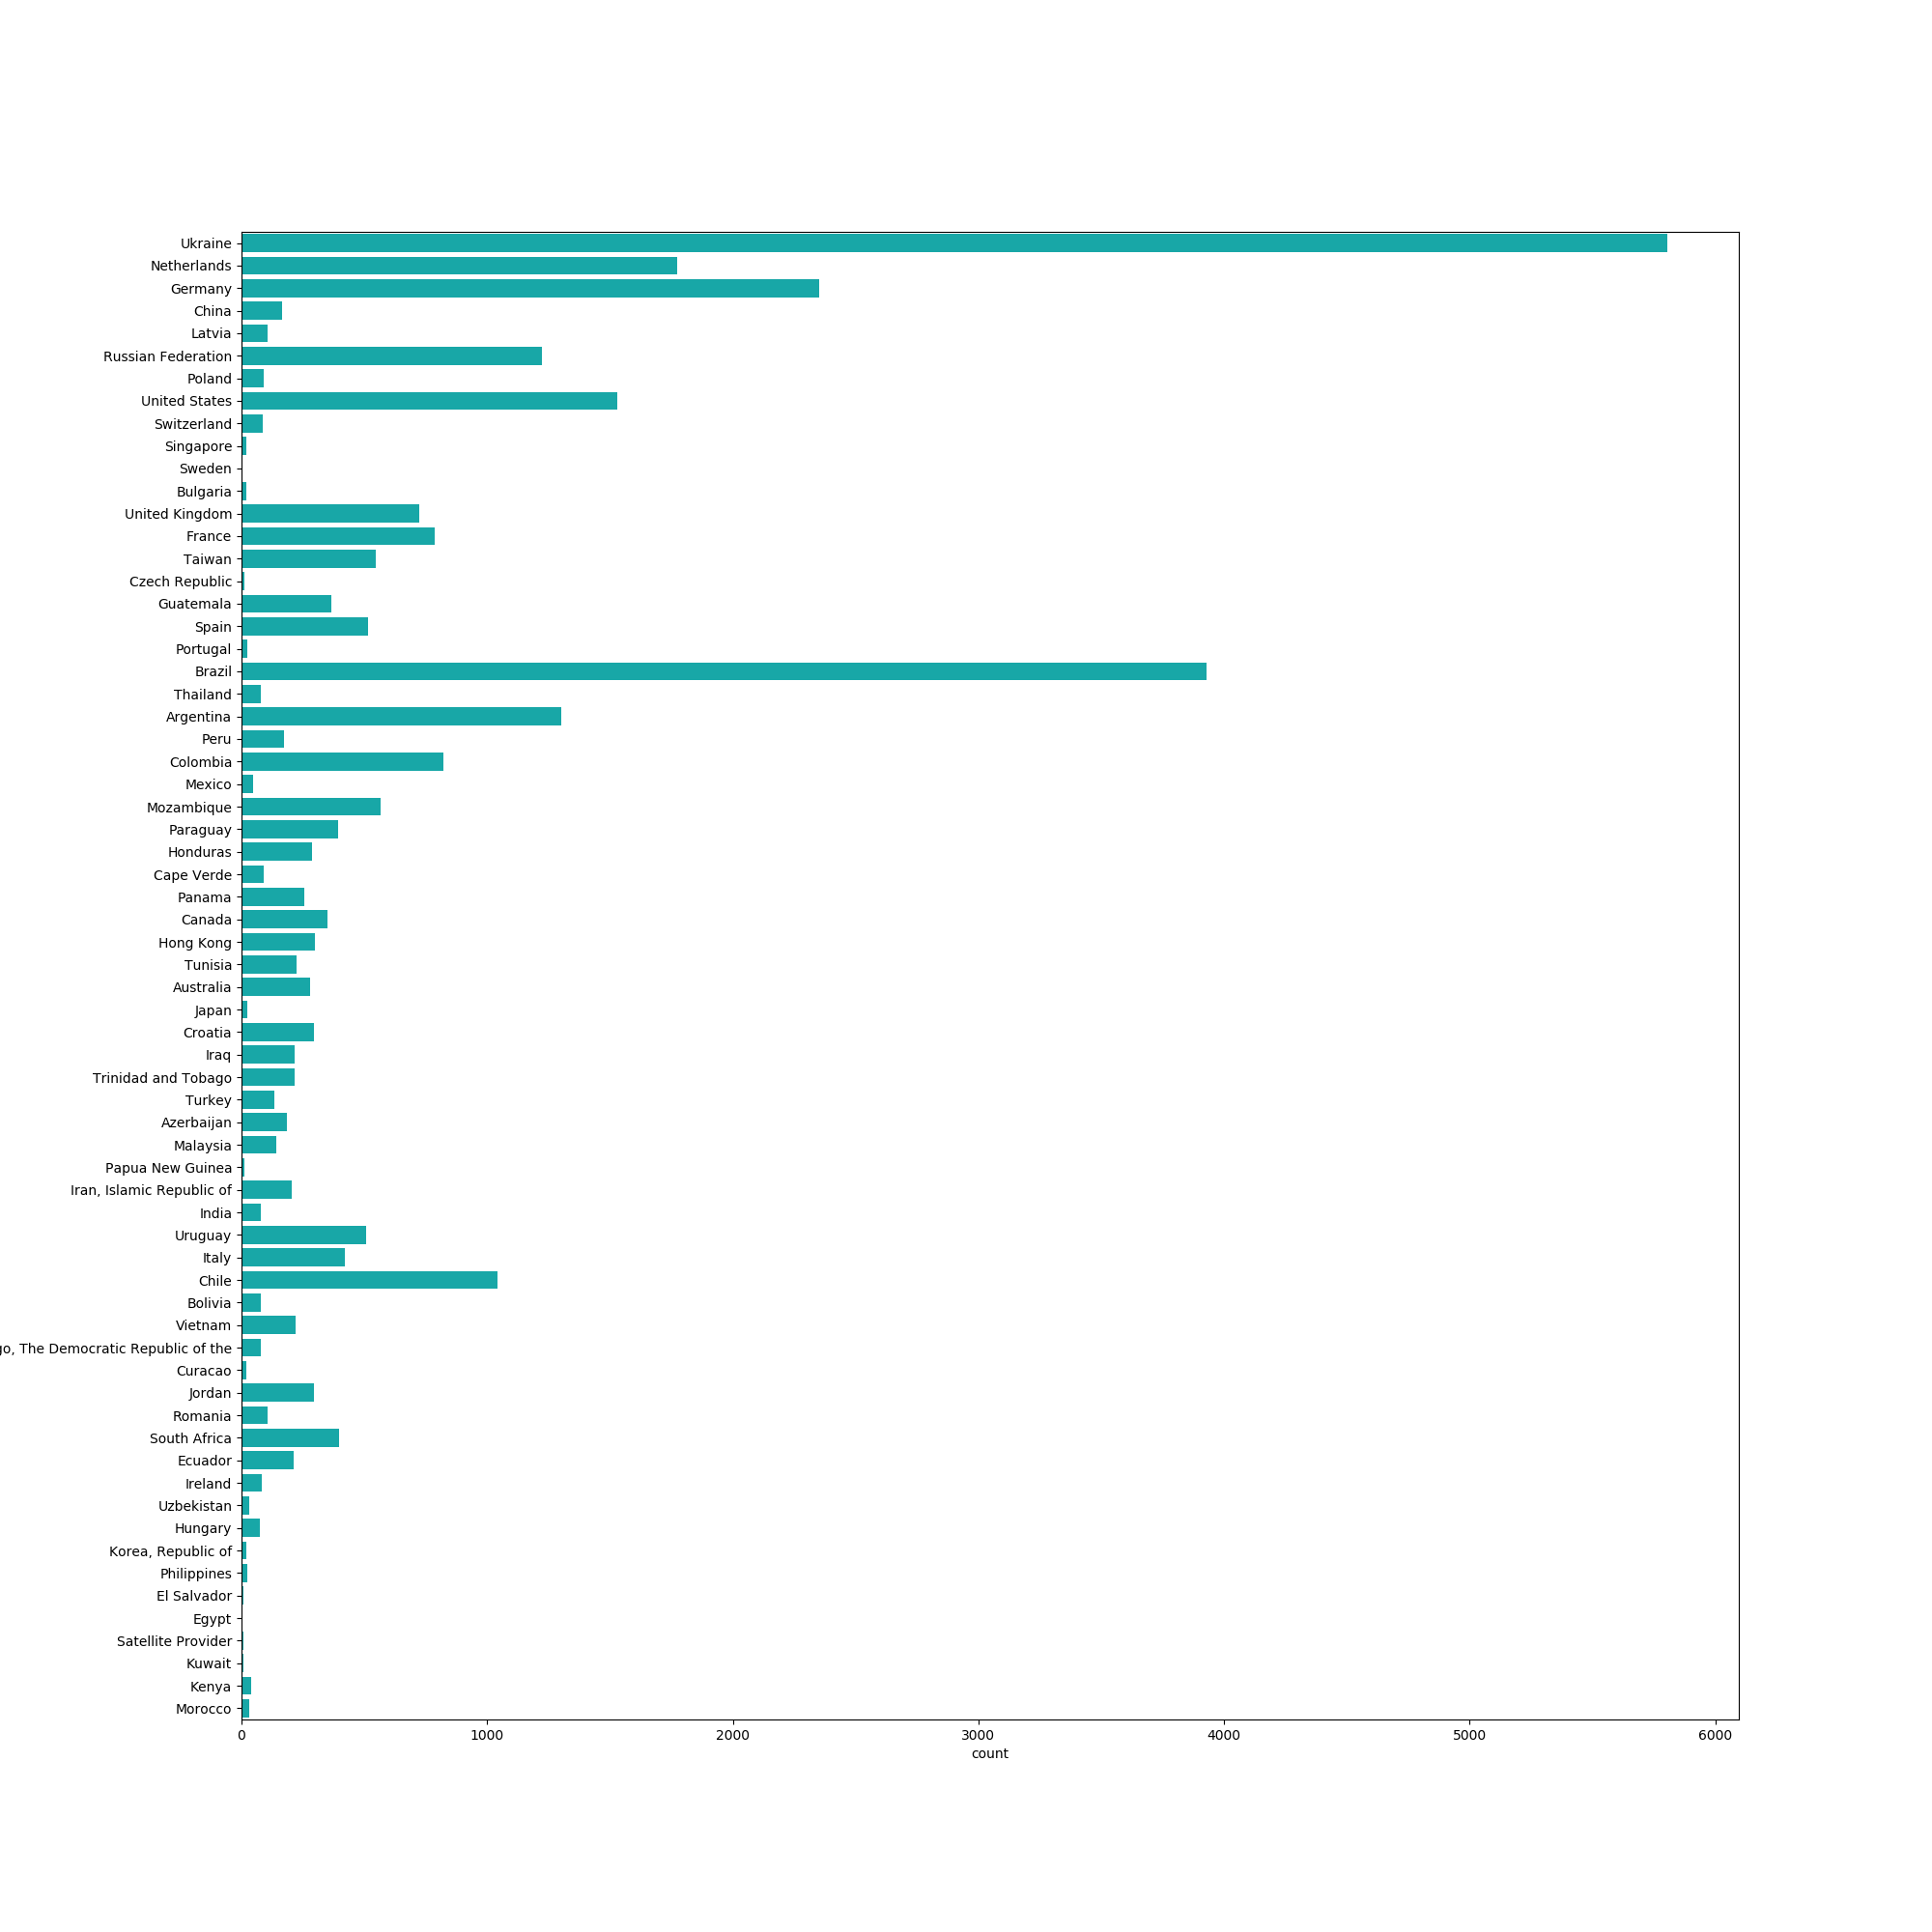 Ukraine
Netherlands
Germany
China
Latvia
Russian Federation
Poland
United States
Switzerland
Singapore
Sweden
Bulgaria
United Kingdom
France
Taiwan
Czech Republic
Guatemala
Spain
Portugal
Brazil
Thailand
Argentina
Peru
Colombia
Mexico
Mozambique
Paraguay
Honduras
Cape Verde
Panama
Canada
Hong Kong
Tunisia
Australia
Japan
Croatia
Iraq
Trinidad and Tobago
Turkey
Azerbaijan
Malaysia
Papua New Guinea
Iran, Islamic Republic of
India
Uruguay
Italy
Chile
Bolivia
Vietnam
o, The Democratic Republic of the
Curacao
Jordan
Romania
South Africa
Ecuador
Ireland
Uzbekistan
Hungary
Korea, Republic of
Philippines
El Salvador
Egypt
Satellite Provider
Kuwait
Kenya
Morocco
0 1000 2000 3000 4000 5000 6000
count